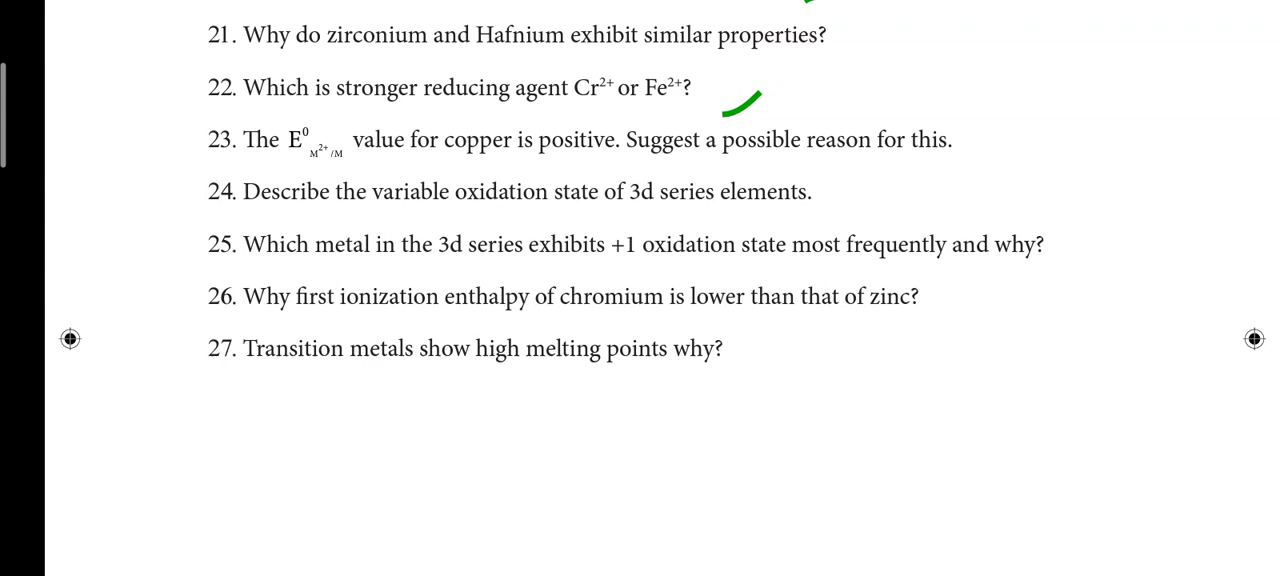 21. Why do zirconium and Hafnium exhibit similar properties?
22. Which is stronger reducing agent Cr²⁺ or Fe²⁺?
23. The E⁰ M²⁺/M value for copper is positive. Suggest a possible reason for this.
24. Describe the variable oxidation state of 3d series elements.
25. Which metal in the 3d series exhibits +1 oxidation state most frequently and why?
26. Why first ionization enthalpy of chromium is lower than that of zinc?
27. Transition metals show high melting points why?